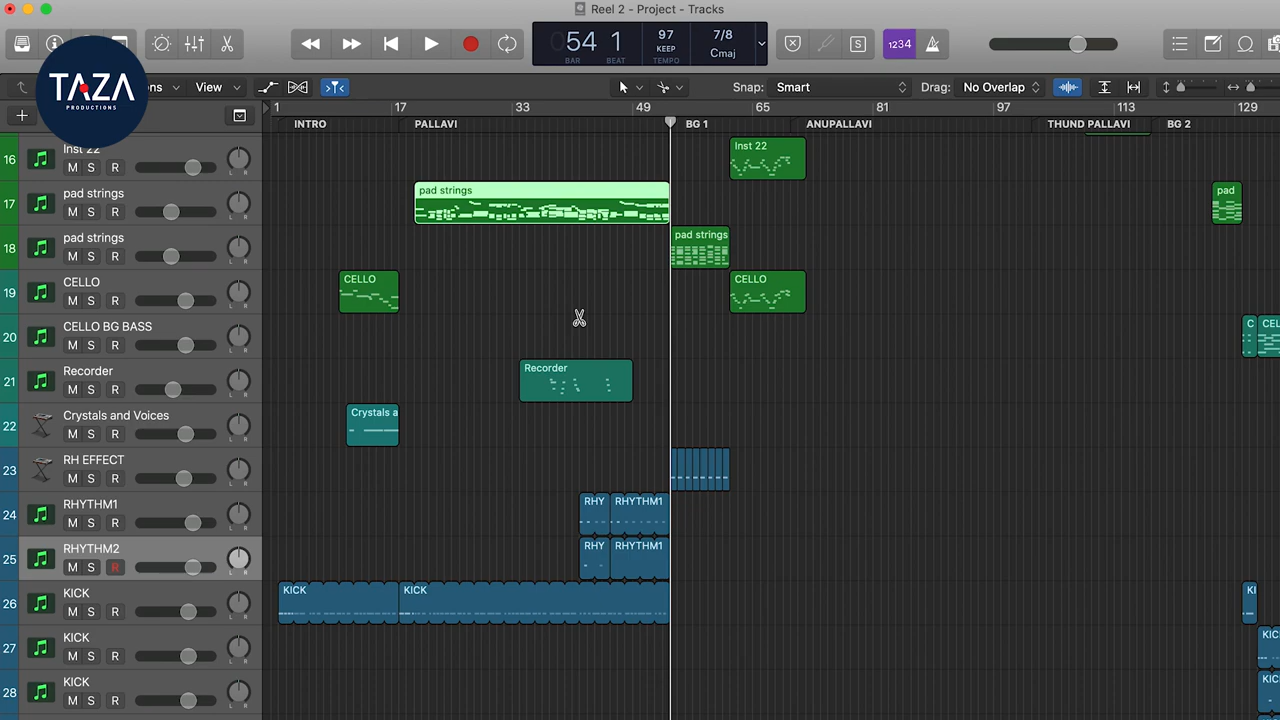 Reel 2 - Project - Tracks
54 1
BAR BEAT
97
KEEP
TEMPO
7/8
Cmaj
1234
TAZA
PRODUCTIONS
View
Snap: Smart
Drag: No Overlap
1 17 33 49 65 81 97 113 129
INTRO PALLAVI BG 1 ANUPALLAVI THUND PALLAVI BG 2
16 Inst 22
M S R
Inst 22
17 pad strings
M S R
pad strings
pad
18 pad strings
M S R
pad strings
19 CELLO
M S R
CELLO
CELLO
20 CELLO BG BASS
M S R
C CEL
21 Recorder
M S R
Recorder
22 Crystals and Voices
M S R
Crystals a
23 RH EFFECT
M S R
24 RHYTHM1
M S R
RHY RHYTHM1
25 RHYTHM2
M S R
RHY RHYTHM1
26 KICK
M S R
KICK KICK
KI
27 KICK
M S R
KIC
28 KICK
M S R
KIC